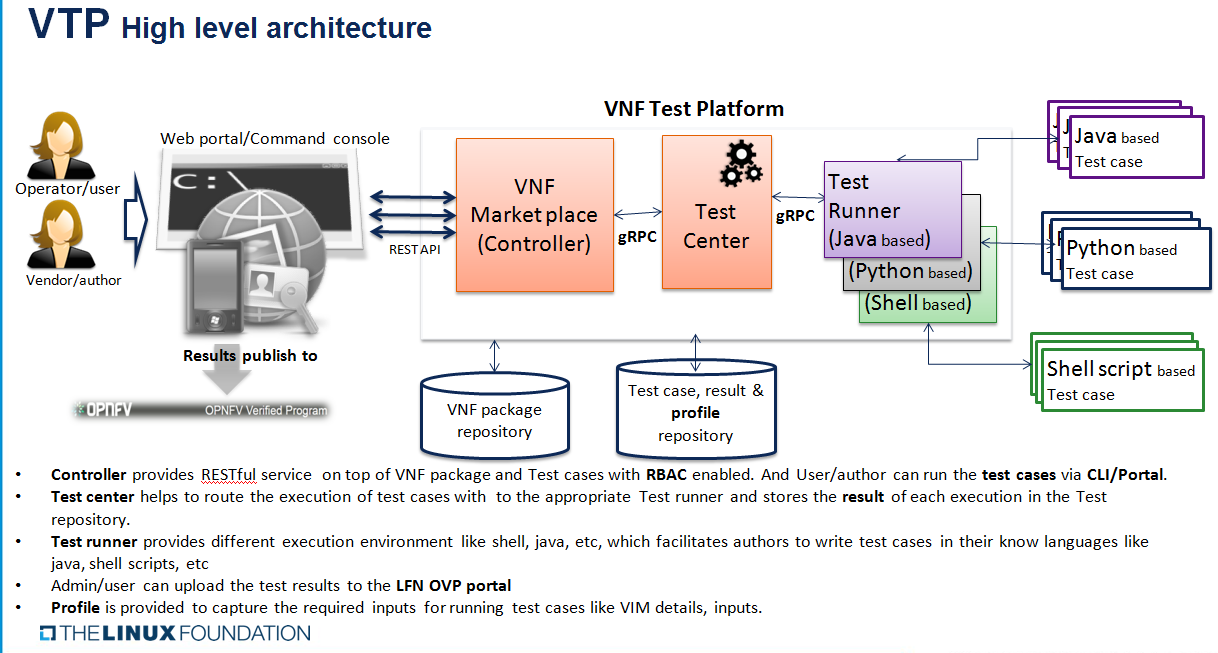 VTP High level architecture
VNF Test Platform
Web portal/Command console
Operator/user
Vendor/author
C:\
REST API
VNF
Market place
(Controller)
gRPC
Test
Center
gRPC
Test
Runner
(Java based)
(Python based)
(Shell based)
Java based
Test case
Python based
Test case
Shell script based
Test case
Results publish to
OPNFV
OPNFV Verified Program
VNF package
repository
Test case, result &
profile
repository
• Controller provides RESTful service on top of VNF package and Test cases with RBAC enabled. And User/author can run the test cases via CLI/Portal.
• Test center helps to route the execution of test cases with to the appropriate Test runner and stores the result of each execution in the Test
repository.
• Test runner provides different execution environment like shell, java, etc, which facilitates authors to write test cases in their know languages like
java, shell scripts, etc
• Admin/user can upload the test results to the LFN OVP portal
• Profile is provided to capture the required inputs for running test cases like VIM details, inputs.
THE LINUX FOUNDATION